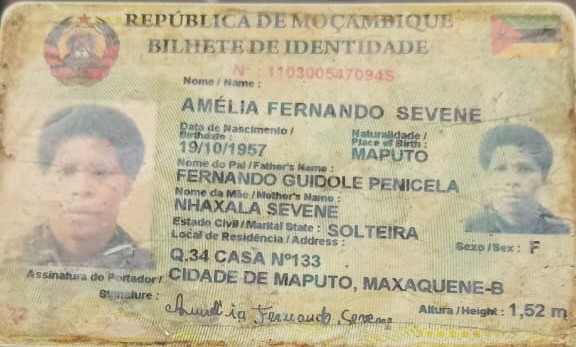 REPÚBLICA DE MOÇAMBIQUE
BILHETE DE IDENTIDADE
Nº 110300547094S
Nome / Name :
AMÉLIA FERNANDO SEVENE
Data de Nascimento / Birthdate :
19/10/1957
Naturalidade / Place of Birth :
MAPUTO
Nome do Pai / Father's Name :
FERNANDO GUIDOLE PENICELA
Nome da Mãe / Mother's Name :
NHAXALA SEVENE
Estado Civil / Marital State : SOLTEIRA
Local de Residência / Address :
Sexo / Sex : F
Q.34 CASA Nº133
CIDADE DE MAPUTO, MAXAQUENE-B
Assinatura do Portador /
Signature :
Amélia Fernando Sevene
Altura / Height : 1,52 m